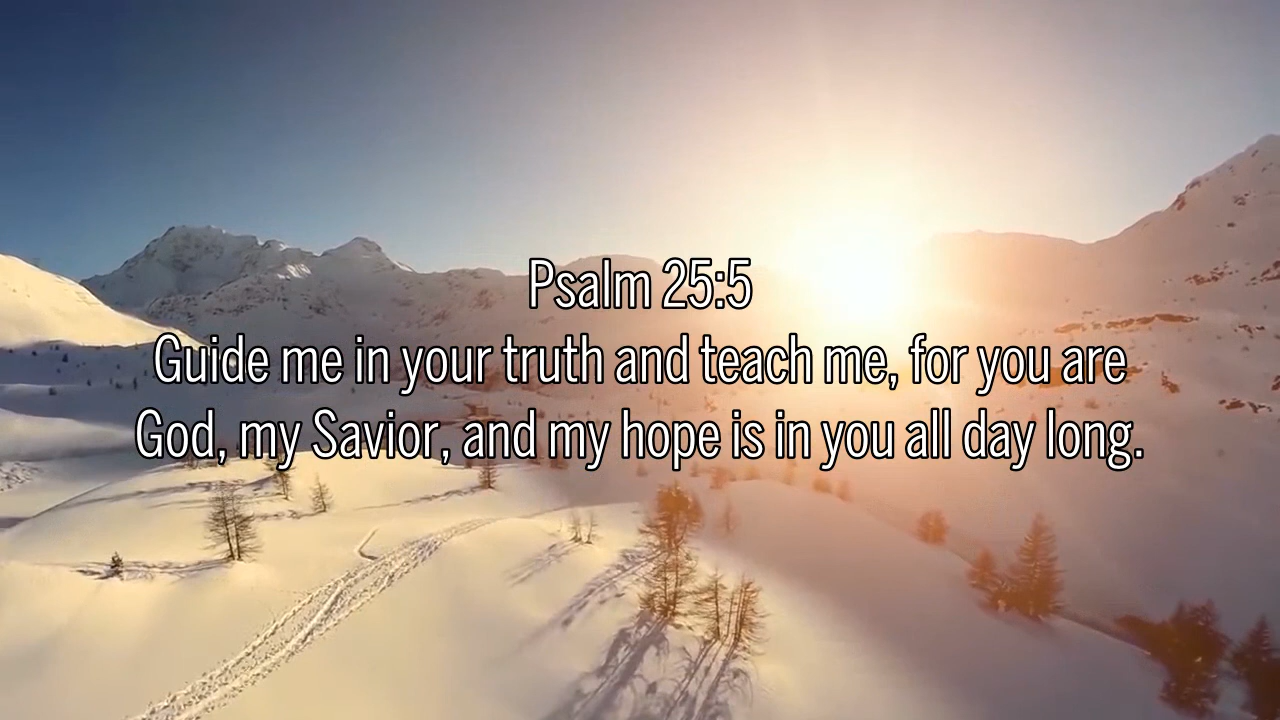 Psalm 25:5
Guide me in your truth and teach me, for you are
God, my Savior, and my hope is in you all day long.